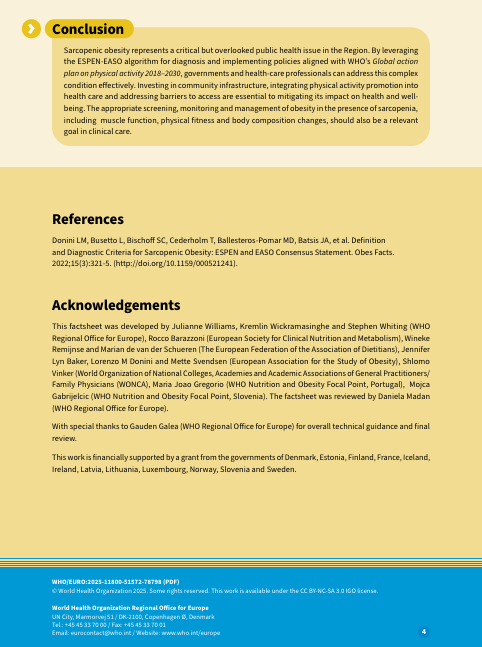 Conclusion
Sarcopenic obesity represents a critical but overlooked public health issue in the Region. By leveraging
the ESPEN-EASO algorithm for diagnosis and implementing policies aligned with WHO's Global action
plan on physical activity 2018–2030, governments and health-care professionals can address this complex
condition effectively. Investing in community infrastructure, integrating physical activity promotion into
health care and addressing barriers to access are essential to mitigating its impact on health and well-
being. The appropriate screening, monitoring and management of obesity in the presence of sarcopenia,
including muscle function, physical fitness and body composition changes, should also be a relevant
goal in clinical care.
References
Donini LM, Busetto L, Bischoff SC, Cederholm T, Ballesteros-Pomar MD, Batsis JA, et al. Definition
and Diagnostic Criteria for Sarcopenic Obesity: ESPEN and EASO Consensus Statement. Obes Facts.
2022;15(3):321-5. (http://doi.org/10.1159/000521241).
Acknowledgements
This factsheet was developed by Julianne Williams, Kremlin Wickramasinghe and Stephen Whiting (WHO
Regional Office for Europe), Rocco Barazzoni (European Society for Clinical Nutrition and Metabolism), Wineke
Remijnse and Marian de van der Schueren (The European Federation of the Association of Dietitians), Jennifer
Lyn Baker, Lorenzo M Donini and Mette Svendsen (European Association for the Study of Obesity), Shlomo
Vinker (World Organization of National Colleges, Academies and Academic Associations of General Practitioners/
Family Physicians (WONCA), Maria Joao Gregorio (WHO Nutrition and Obesity Focal Point, Portugal), Mojca
Gabrijelcic (WHO Nutrition and Obesity Focal Point, Slovenia). The factsheet was reviewed by Daniela Madan
(WHO Regional Office for Europe).
With special thanks to Gauden Galea (WHO Regional Office for Europe) for overall technical guidance and final
review.
This work is financially supported by a grant from the governments of Denmark, Estonia, Finland, France, Iceland,
Ireland, Latvia, Lithuania, Luxembourg, Norway, Slovenia and Sweden.
WHO/EURO:2025-11800-51572-78798 (PDF)
© World Health Organization 2025. Some rights reserved. This work is available under the CC BY-NC-SA 3.0 IGO license.
World Health Organization Regional Office for Europe
UN City, Marmorvej 51 / DK-2100, Copenhagen Ø, Denmark
Tel.: +45 45 33 70 00 / Fax: +45 45 33 70 01
Email: eurocontact@who.int / Website: www.who.int/europe
4